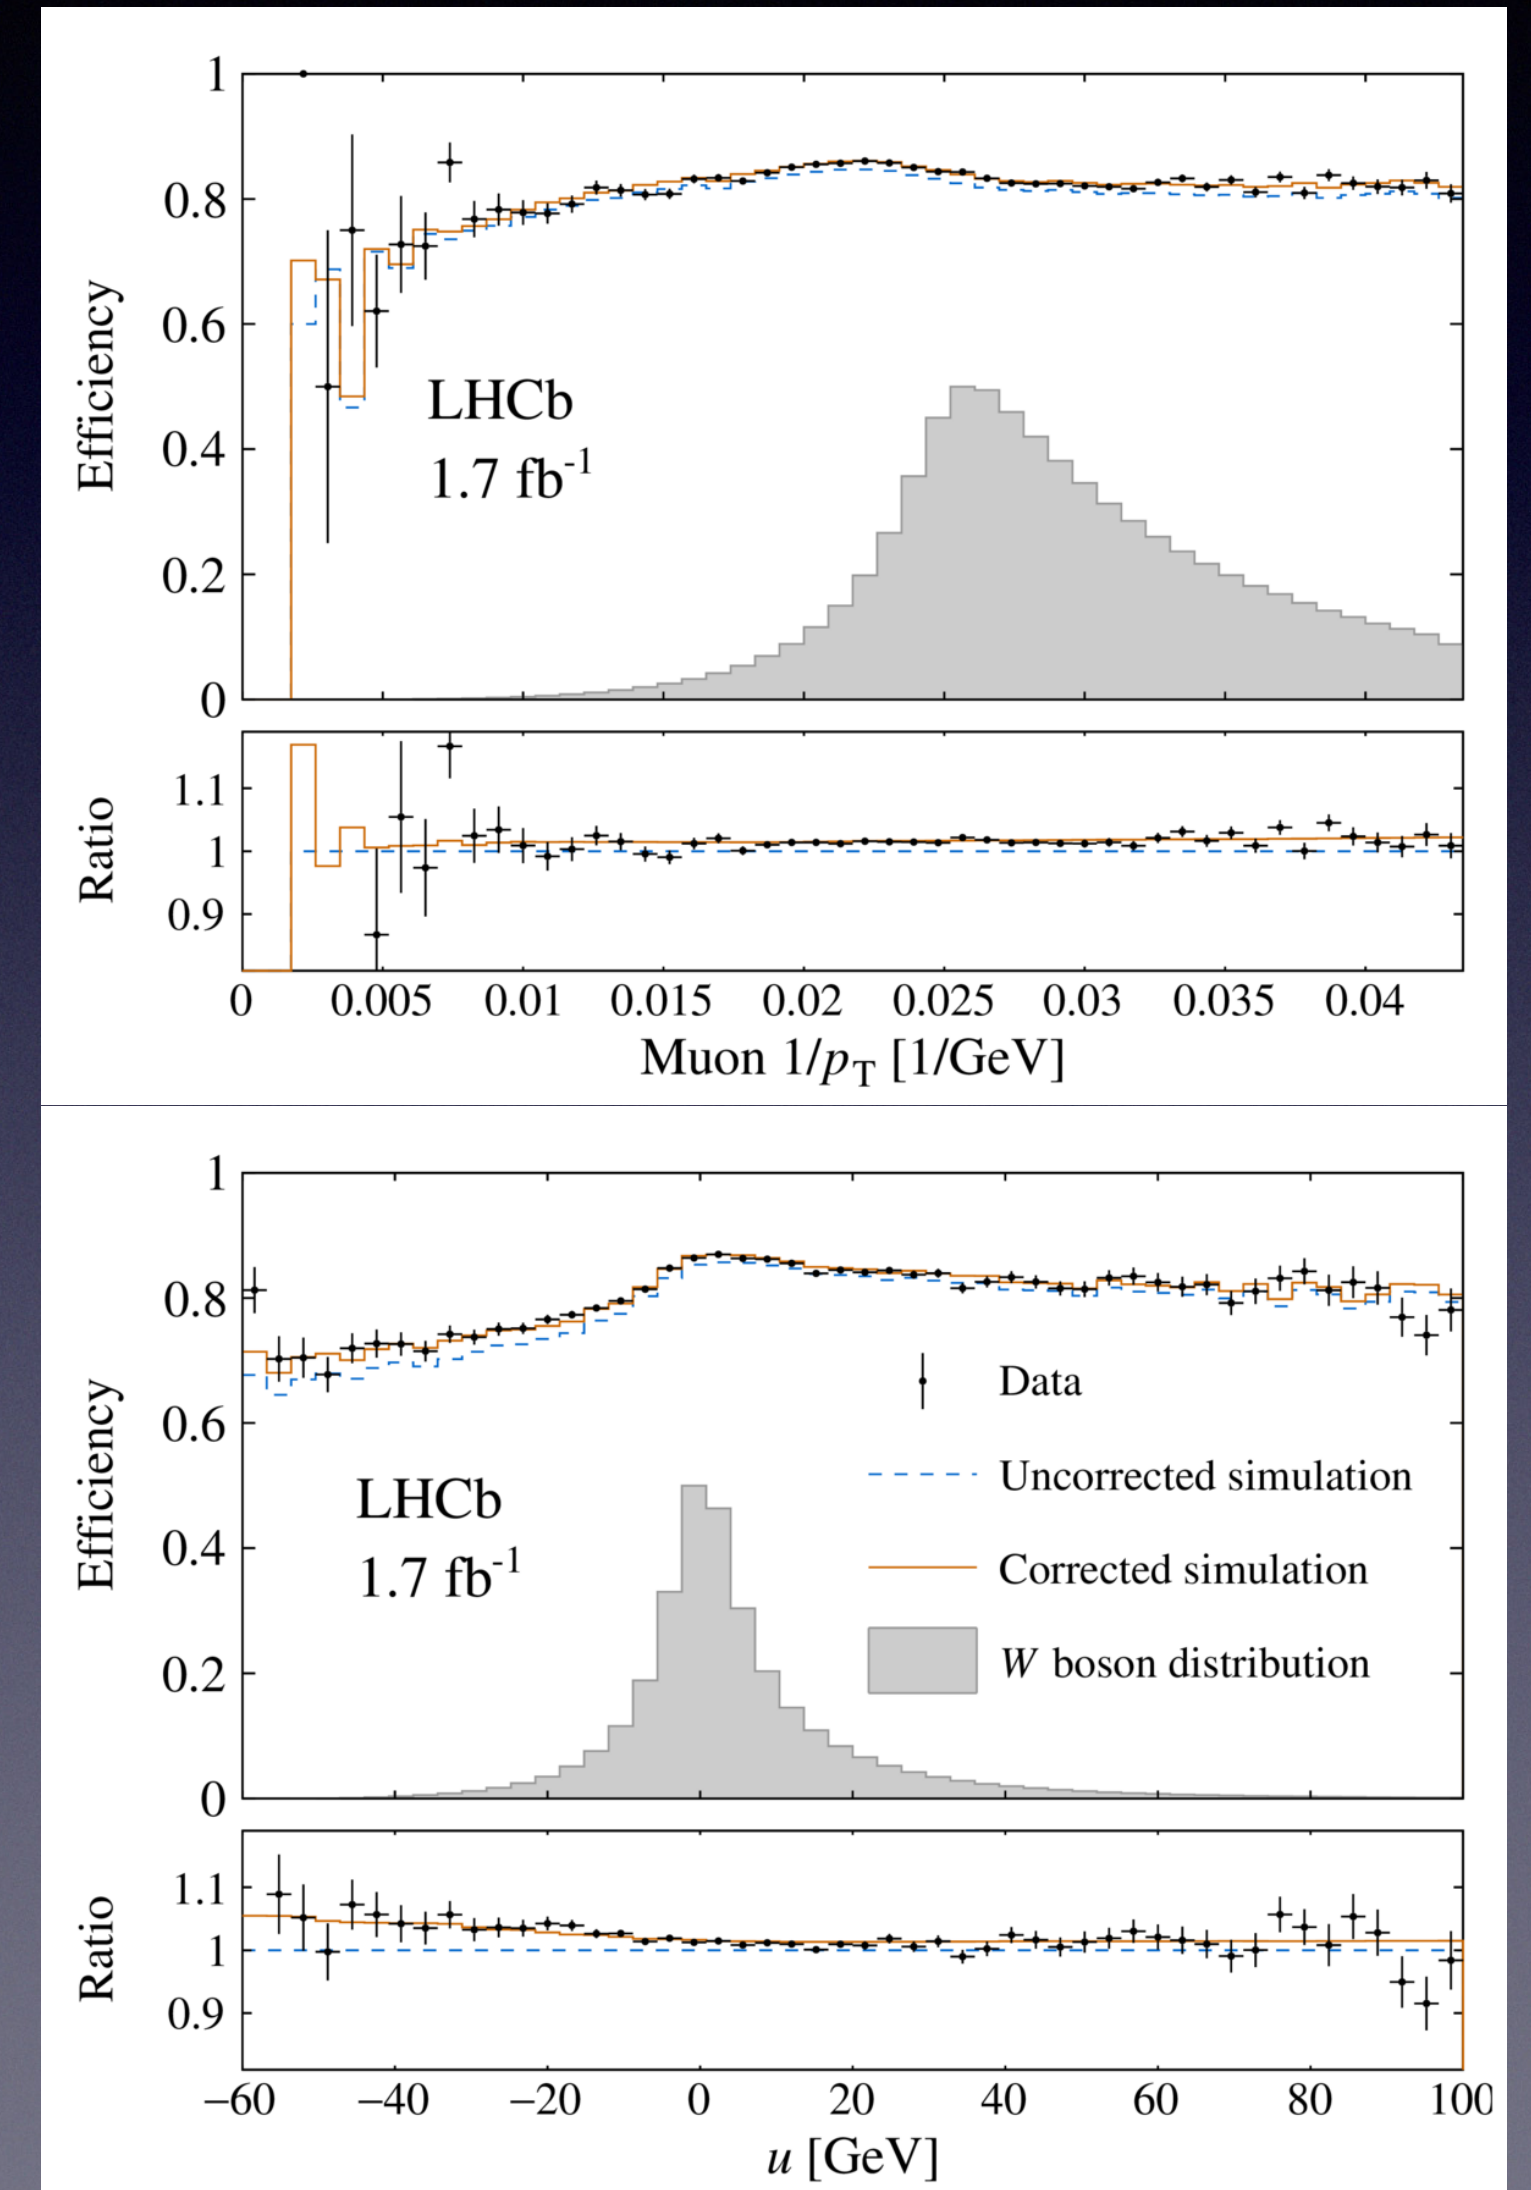 1
0.8
0.6
0.4
0.2
0
Efficiency
LHCb
1.7 fb-1
1.1
1
0.9
Ratio
0 0.005 0.01 0.015 0.02 0.025 0.03 0.035 0.04
Muon 1/pT [1/GeV]
1
0.8
0.6
0.4
0.2
0
Efficiency
LHCb
1.7 fb-1
Data
Uncorrected simulation
Corrected simulation
W boson distribution
1.1
1
0.9
Ratio
−60 −40 −20 0 20 40 60 80 100
u [GeV]